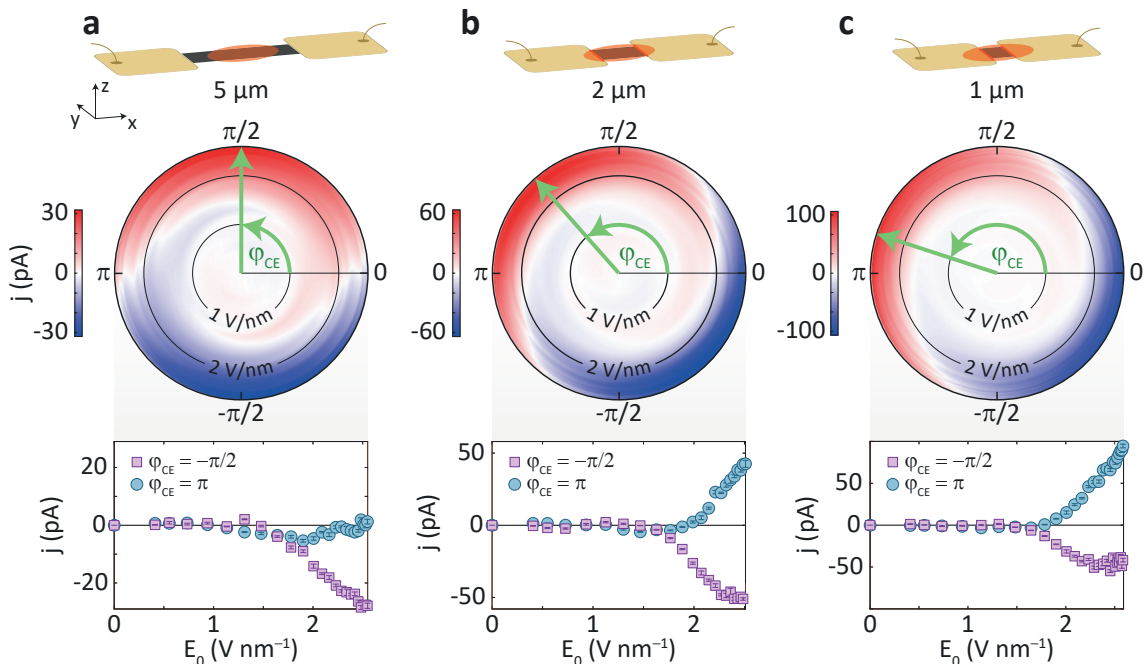 a
b
c
z
y
x
5 μm
2 μm
1 μm
π/2
π/2
π/2
30
0
-30
j (pA)
π
0
φCE
1 V/nm
2 V/nm
-π/2
60
0
-60
π
0
φCE
1 V/nm
2 V/nm
-π/2
100
0
-100
π
0
φCE
1 V/nm
2 V/nm
-π/2
j (pA)
20
0
-20
φCE = −π/2
φCE = π
0
1
2
E0 (V nm⁻¹)
j (pA)
50
0
-50
φCE = −π/2
φCE = π
0
1
2
E0 (V nm⁻¹)
j (pA)
50
0
-50
φCE = −π/2
φCE = π
0
1
2
E0 (V nm⁻¹)